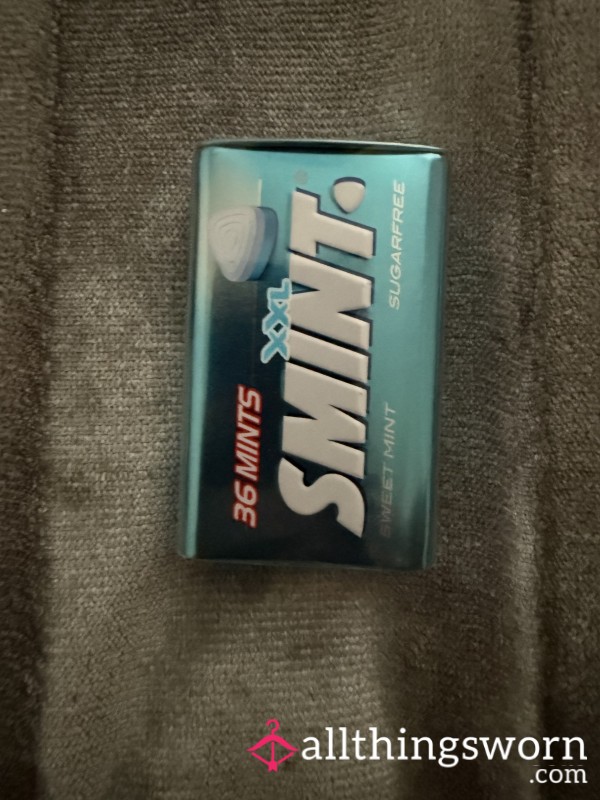 36 MINTS
XXL
SMINT.
®
SWEET MINT
SUGARFREE
allthingsworn
.com